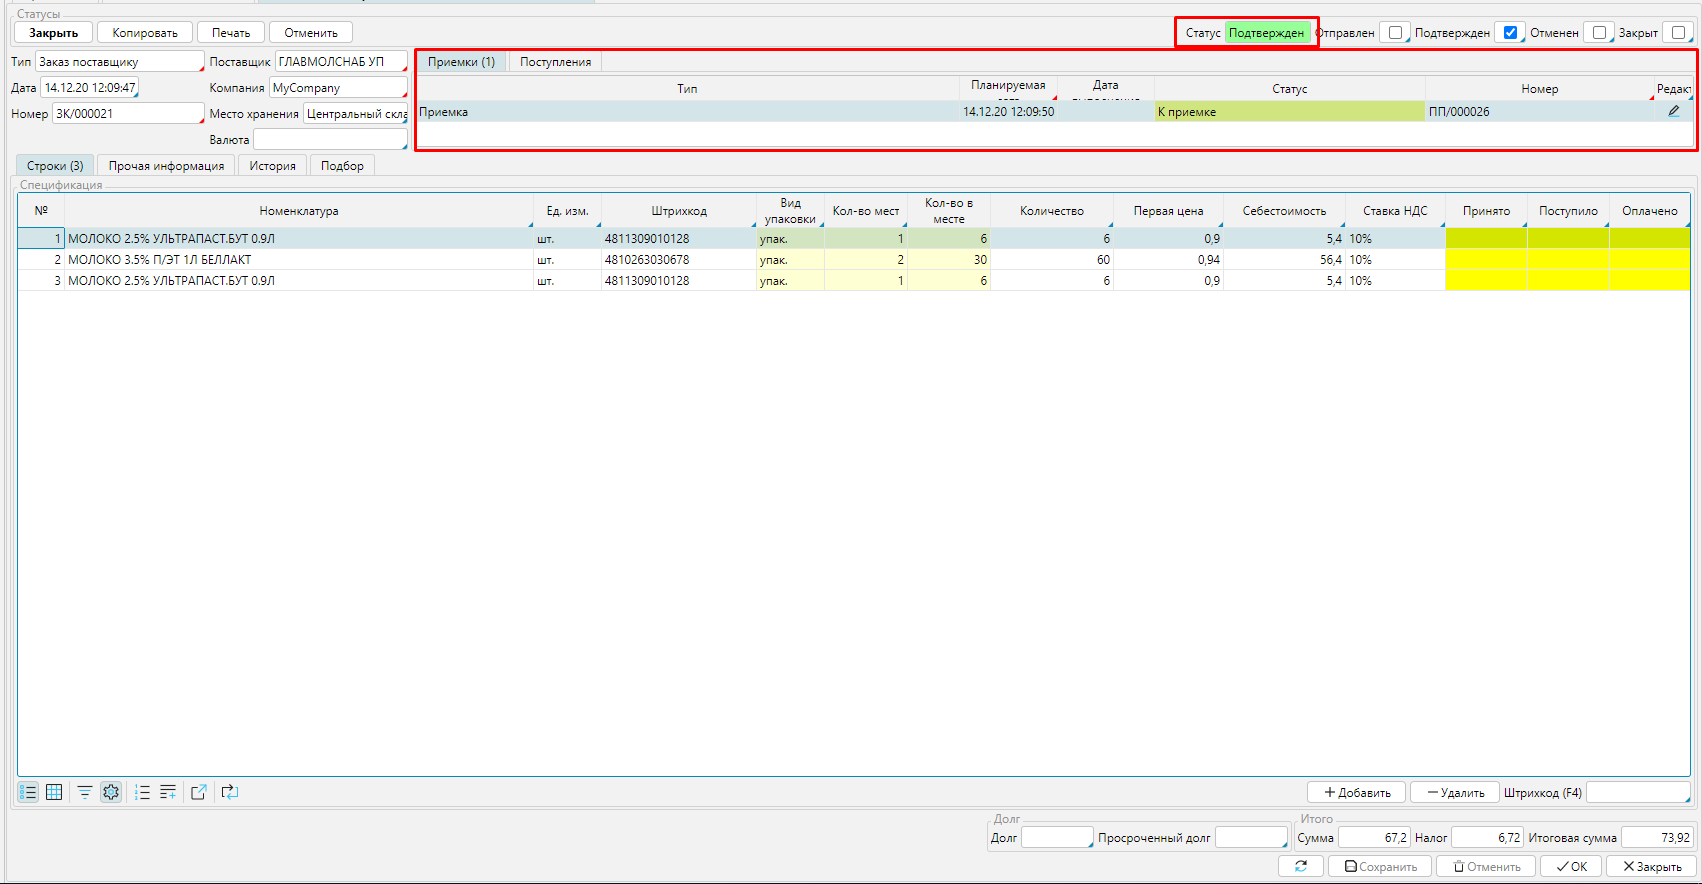 Статусы
Закрыть Копировать Печать Отменить Статус Подтвержден Отправлен Подтвержден Отменен Закрыт
Тип Заказ поставщику Поставщик ГЛАВМОЛСНАБ УП
Дата 14.12.20 12:09:47 Компания MyCompany
Номер ЗК/000021 Место хранения Центральный скла
Валюта
Приемки (1) Поступления
Тип Планируемая Дата Статус Номер Редакт
Приемка 14.12.20 12:09:50 К приемке ПП/000026
Строки (3) Прочая информация История Подбор
Спецификация
№ Номенклатура Ед. изм. Штрихкод Вид упаковки Кол-во мест Кол-во в месте Количество Первая цена Себестоимость Ставка НДС Принято Поступило Оплачено
1 МОЛОКО 2.5% УЛЬТРАПАСТ.БУТ 0.9Л шт. 4811309010128 упак. 1 6 6 0,9 5,4 10%
2 МОЛОКО 3.5% П/ЭТ 1Л БЕЛЛАКТ шт. 4810263030678 упак. 2 30 60 0,94 56,4 10%
3 МОЛОКО 2.5% УЛЬТРАПАСТ.БУТ 0.9Л шт. 4811309010128 упак. 1 6 6 0,9 5,4 10%
Добавить Удалить Штрихкод (F4)
Долг Итого
Долг Просроченный долг Сумма 67,2 Налог 6,72 Итоговая сумма 73,92
Сохранить Отменить ОК Закрыть